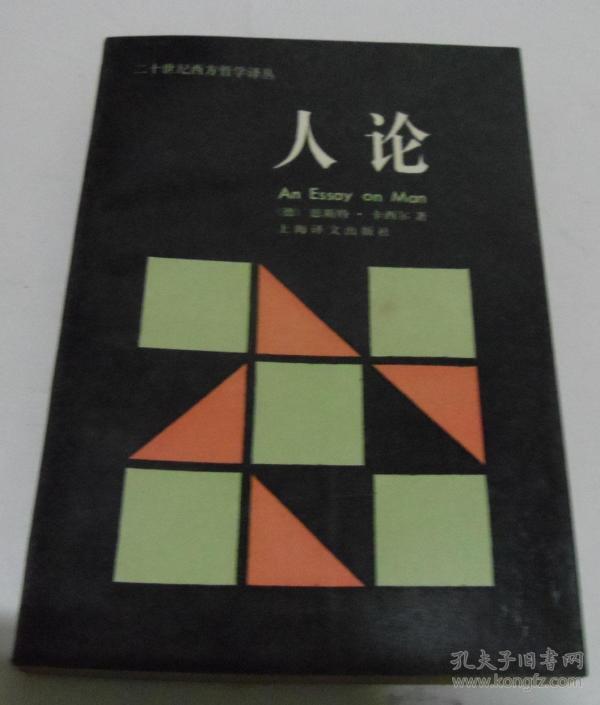 二十世纪西方哲学译丛
人论
An Essay on Man
〔德〕恩斯特·卡西尔 著
上海译文出版社
孔夫子旧书网
www.kongfz.com